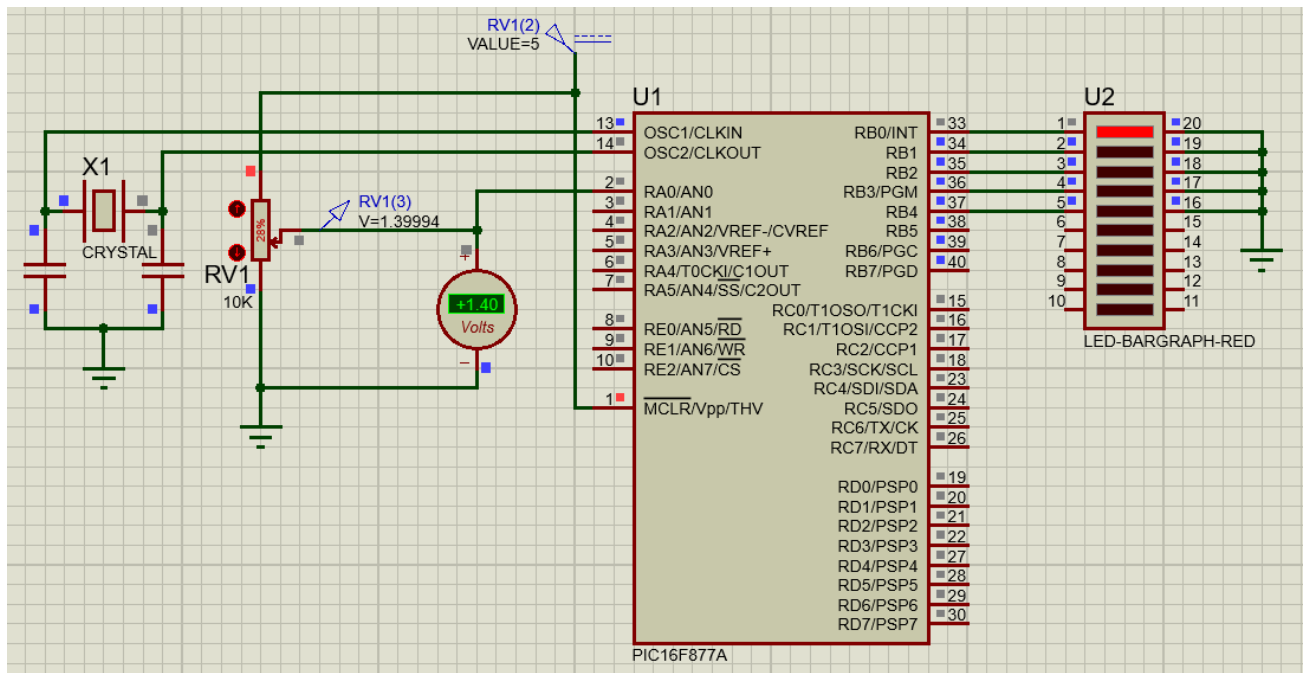 RV1(2)
VALUE=5
X1
CRYSTAL
RV1
10K
28%
RV1(3)
V=1.39994
+
+1.40
Volts
−
U1
13 OSC1/CLKIN
14 OSC2/CLKOUT
2 RA0/AN0
3 RA1/AN1
4 RA2/AN2/VREF-/CVREF
5 RA3/AN3/VREF+
6 RA4/T0CKI/C1OUT
7 RA5/AN4/SS/C2OUT
8 RE0/AN5/RD
9 RE1/AN6/WR
10 RE2/AN7/CS
1 MCLR/Vpp/THV
RB0/INT 33
RB1 34
RB2 35
RB3/PGM 36
RB4 37
RB5 38
RB6/PGC 39
RB7/PGD 40
RC0/T1OSO/T1CKI 15
RC1/T1OSI/CCP2 16
RC2/CCP1 17
RC3/SCK/SCL 18
RC4/SDI/SDA 23
RC5/SDO 24
RC6/TX/CK 25
RC7/RX/DT 26
RD0/PSP0 19
RD1/PSP1 20
RD2/PSP2 21
RD3/PSP3 22
RD4/PSP4 27
RD5/PSP5 28
RD6/PSP6 29
RD7/PSP7 30
PIC16F877A
U2
1 20
2 19
3 18
4 17
5 16
6 15
7 14
8 13
9 12
10 11
LED-BARGRAPH-RED